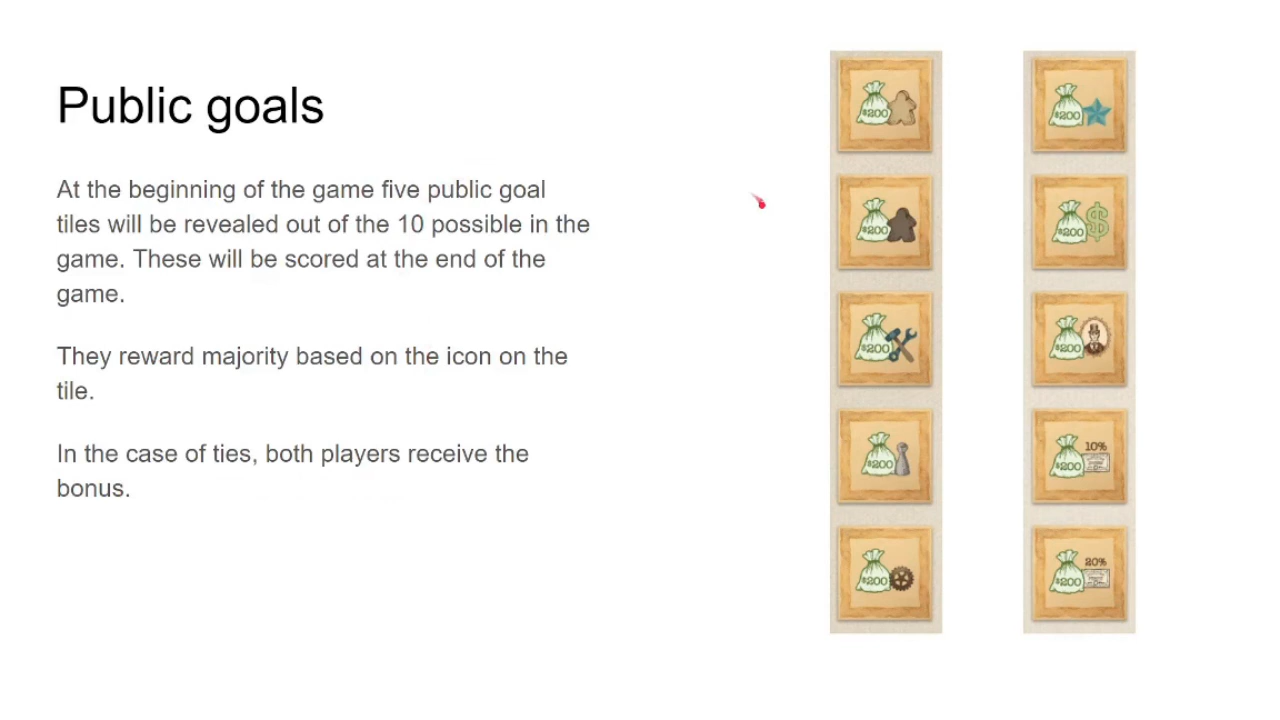 Public goals
At the beginning of the game five public goal
tiles will be revealed out of the 10 possible in the
game. These will be scored at the end of the
game.
They reward majority based on the icon on the
tile.
In the case of ties, both players receive the
bonus.
$200
$200
$200
$200
$200
$200
$200
$
$200
10%
$200
20%
$200